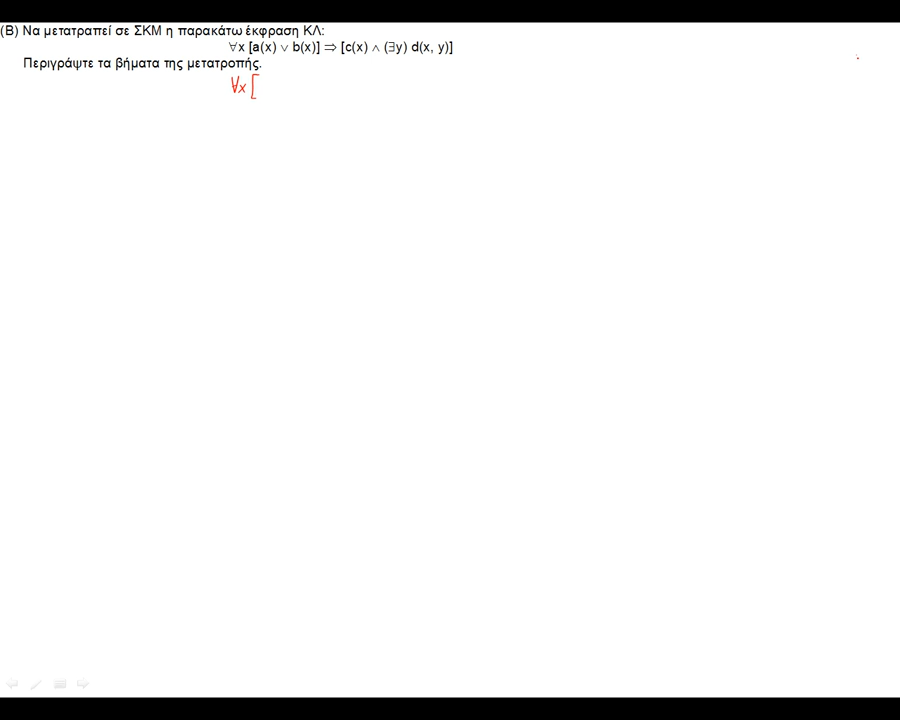 (Β) Να μετατραπεί σε ΣΚΜ η παρακάτω έκφραση ΚΛ:
∀x [a(x) ∨ b(x)] ⇒ [c(x) ∧ (∃y) d(x, y)]
Περιγράψτε τα βήματα της μετατροπής.
∀x [